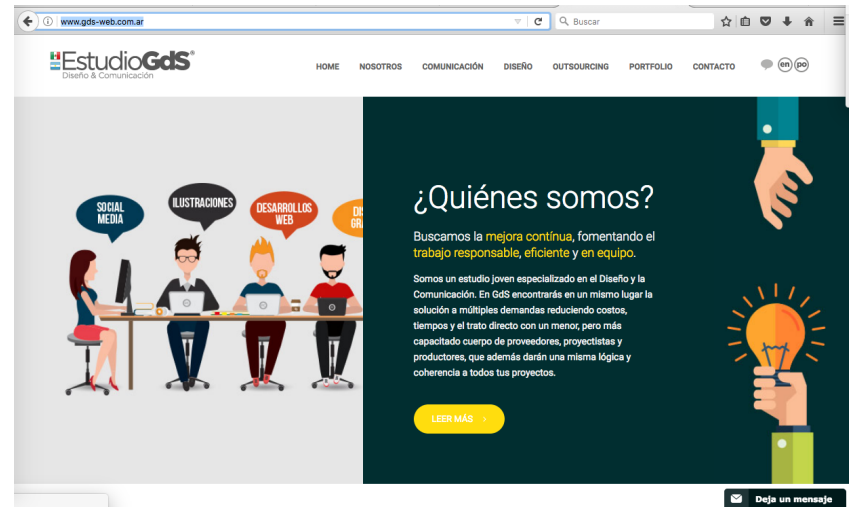 www.gds-web.com.ar
Buscar
EstudioGdS®
Diseño & Comunicación
HOME NOSOTROS COMUNICACIÓN DISEÑO OUTSOURCING PORTFOLIO CONTACTO en po
SOCIAL
MEDIA
ILUSTRACIONES
DESARROLLOS
WEB
¿Quiénes somos?
Buscamos la mejora contínua, fomentando el
trabajo responsable, eficiente y en equipo.
Somos un estudio joven especializado en el Diseño y la
Comunicación. En GdS encontrarás en un mismo lugar la
solución a múltiples demandas reduciendo costos,
tiempos y el trato directo con un menor, pero más
capacitado cuerpo de proveedores, proyectistas y
productores, que además darán una misma lógica y
coherencia a todos tus proyectos.
LEER MÁS
Deja un mensaje